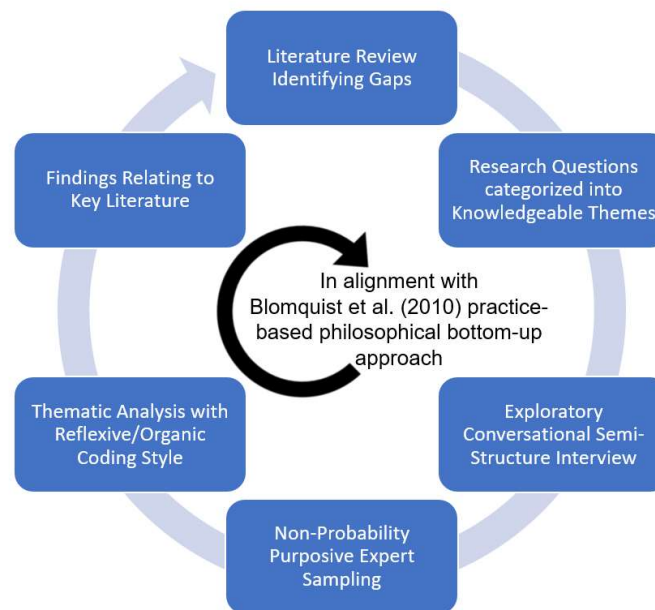 Literature Review
Identifying Gaps
Research Questions
categorized into
Knowledgeable Themes
Exploratory
Conversational Semi-
Structure Interview
Non-Probability
Purposive Expert
Sampling
Thematic Analysis with
Reflexive/Organic
Coding Style
Findings Relating to
Key Literature
In alignment with
Blomquist et al. (2010) practice-
based philosophical bottom-up
approach